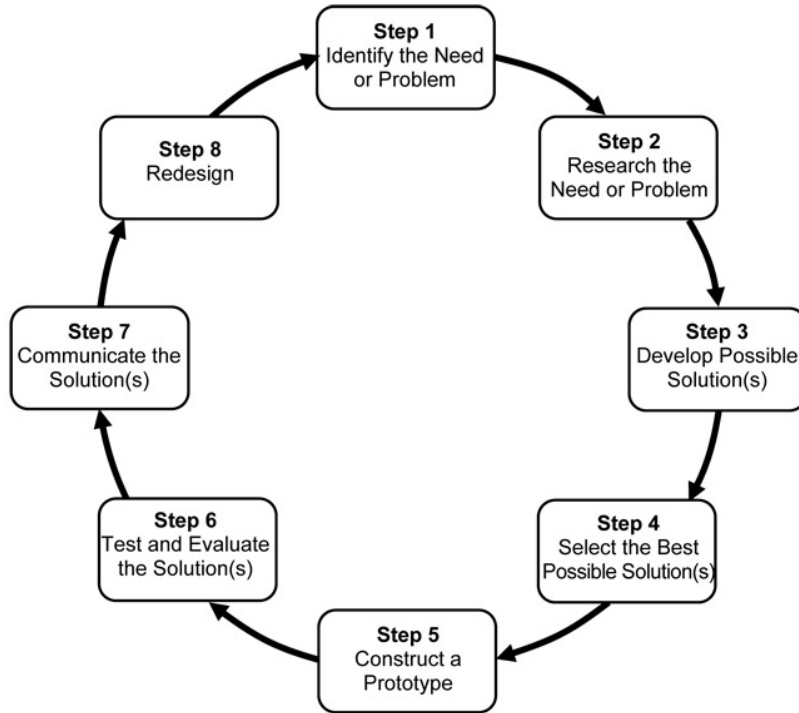 Step 1
Identify the Need
or Problem
Step 2
Research the
Need or Problem
Step 3
Develop Possible
Solution(s)
Step 4
Select the Best
Possible Solution(s)
Step 5
Construct a
Prototype
Step 6
Test and Evaluate
the Solution(s)
Step 7
Communicate the
Solution(s)
Step 8
Redesign